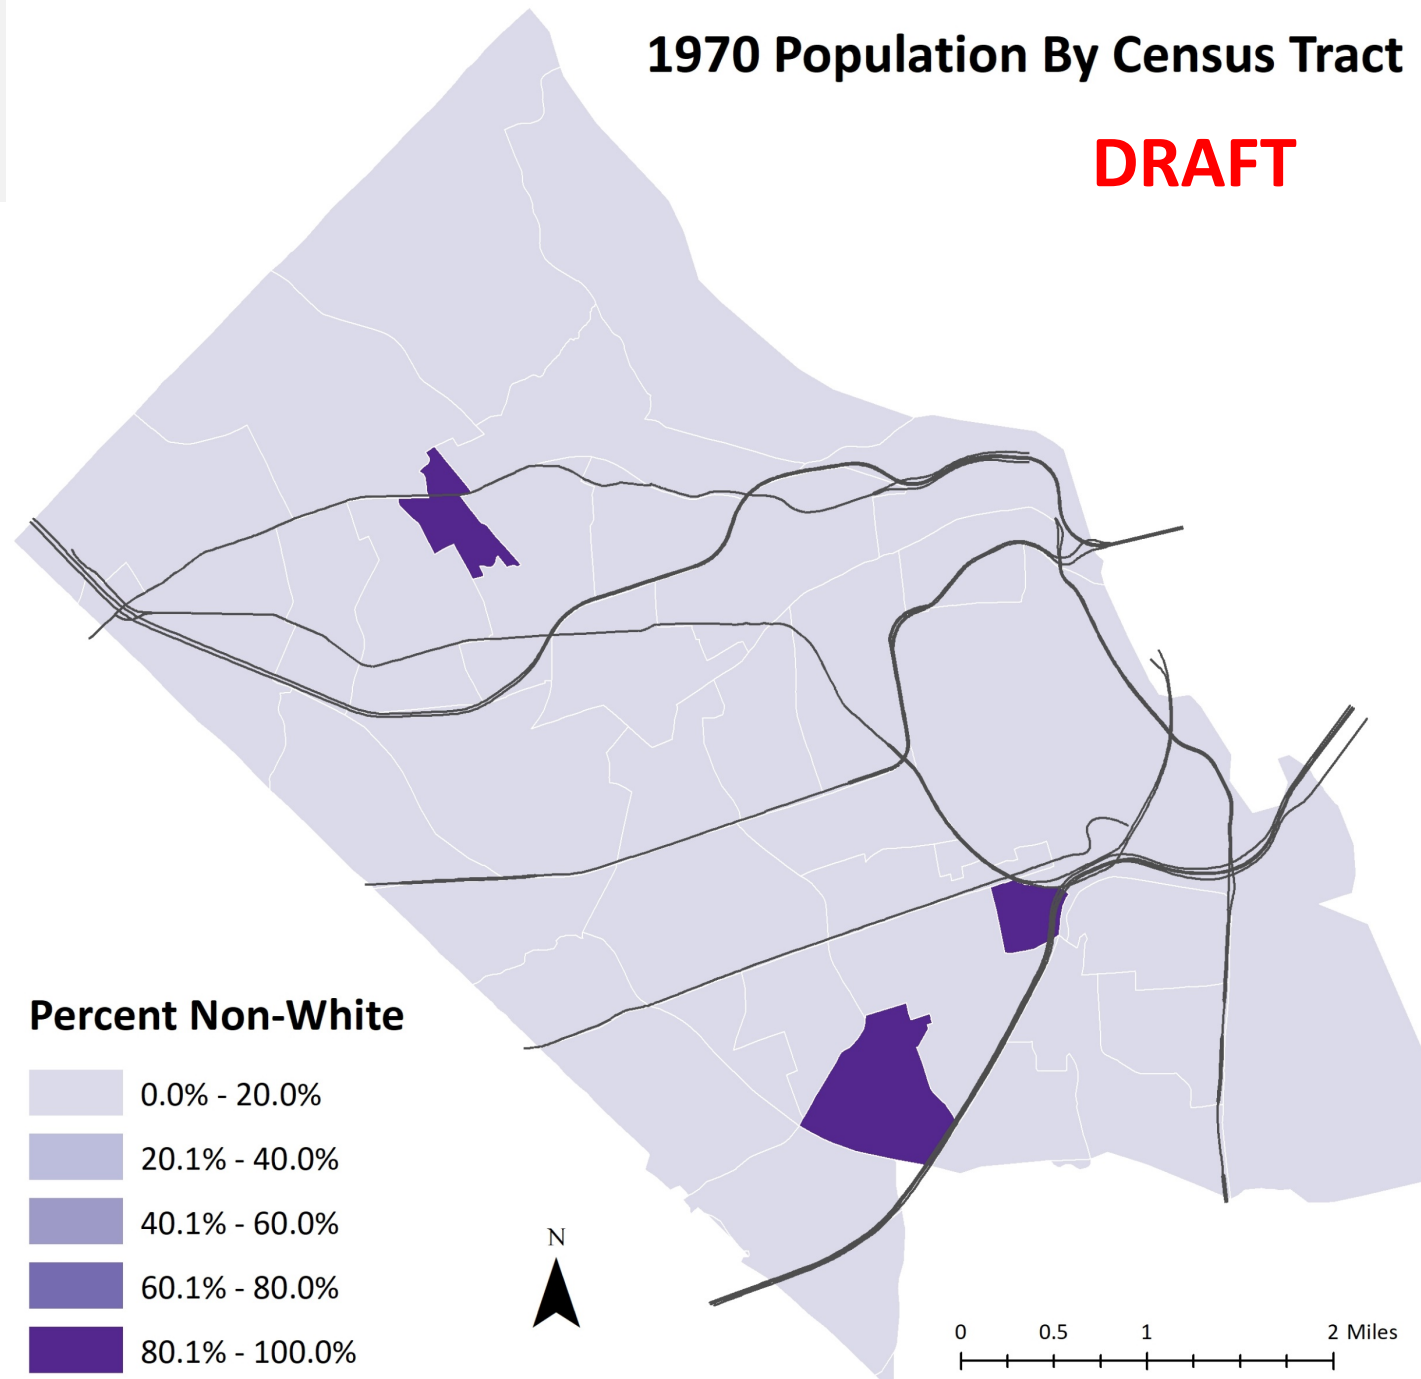 1970 Population By Census Tract
DRAFT
Percent Non-White
0.0% - 20.0%
20.1% - 40.0%
40.1% - 60.0%
60.1% - 80.0%
80.1% - 100.0%
N
0 0.5 1 2 Miles